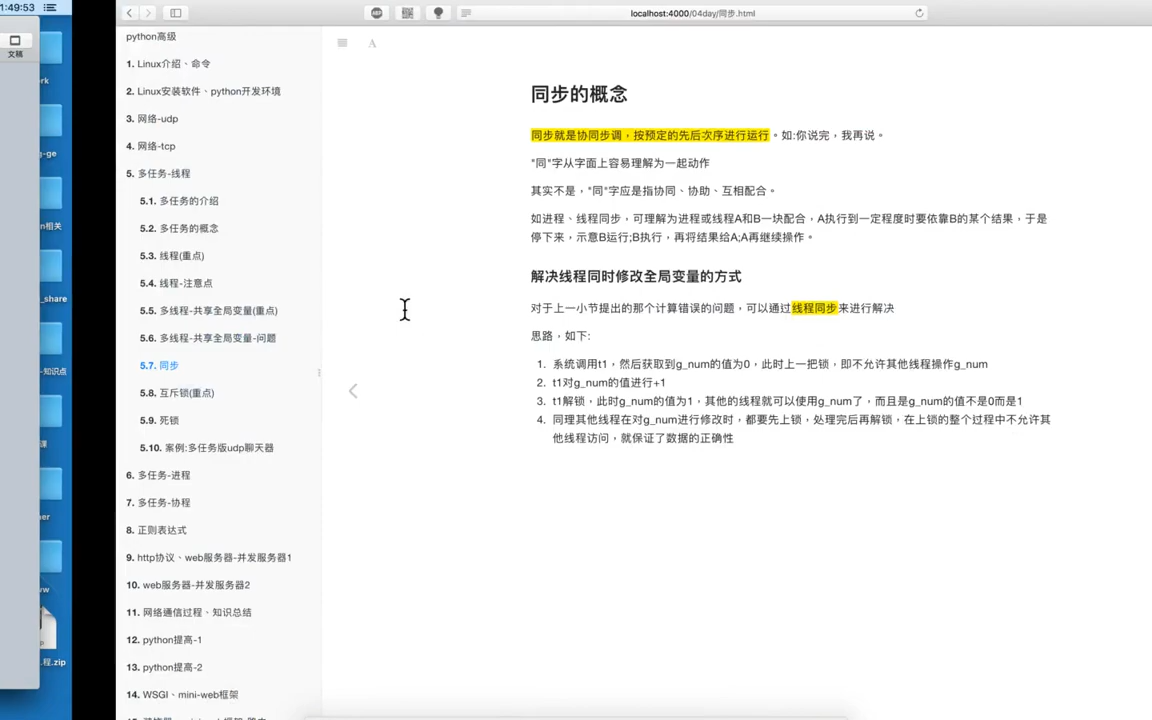 1:49:53
文稿
rk
g-ge
n相关
_share
-知识点
课
er
w
.程.zip
ABP
localhost:4000/04day/同步.html
python高级
1. Linux介绍、命令
2. Linux安装软件、python开发环境
3. 网络-udp
4. 网络-tcp
5. 多任务-线程
5.1. 多任务的介绍
5.2. 多任务的概念
5.3. 线程(重点)
5.4. 线程-注意点
5.5. 多线程-共享全局变量(重点)
5.6. 多线程-共享全局变量-问题
5.7. 同步
5.8. 互斥锁(重点)
5.9. 死锁
5.10. 案例:多任务版udp聊天器
6. 多任务-进程
7. 多任务-协程
8. 正则表达式
9. http协议、web服务器-并发服务器1
10. web服务器-并发服务器2
11. 网络通信过程、知识总结
12. python提高-1
13. python提高-2
14. WSGI、mini-web框架
A
同步的概念
同步就是协同步调，按预定的先后次序进行运行。如:你说完，我再说。
"同"字从字面上容易理解为一起动作
其实不是，"同"字应是指协同、协助、互相配合。
如进程、线程同步，可理解为进程或线程A和B一块配合，A执行到一定程度时要依靠B的某个结果，于是
停下来，示意B运行;B执行，再将结果给A;A再继续操作。
解决线程同时修改全局变量的方式
对于上一小节提出的那个计算错误的问题，可以通过线程同步来进行解决
思路，如下:
1. 系统调用t1，然后获取到g_num的值为0，此时上一把锁，即不允许其他线程操作g_num
2. t1对g_num的值进行+1
3. t1解锁，此时g_num的值为1，其他的线程就可以使用g_num了，而且是g_num的值不是0而是1
4. 同理其他线程在对g_num进行修改时，都要先上锁，处理完后再解锁，在上锁的整个过程中不允许其
他线程访问，就保证了数据的正确性